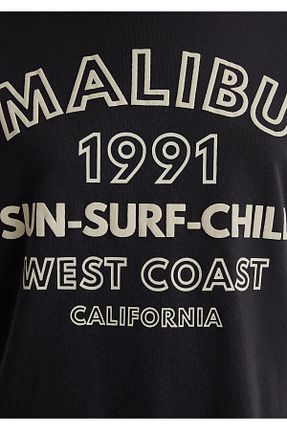 MALIBU
1991
SUN-SURF-CHILL
WEST COAST
CALIFORNIA